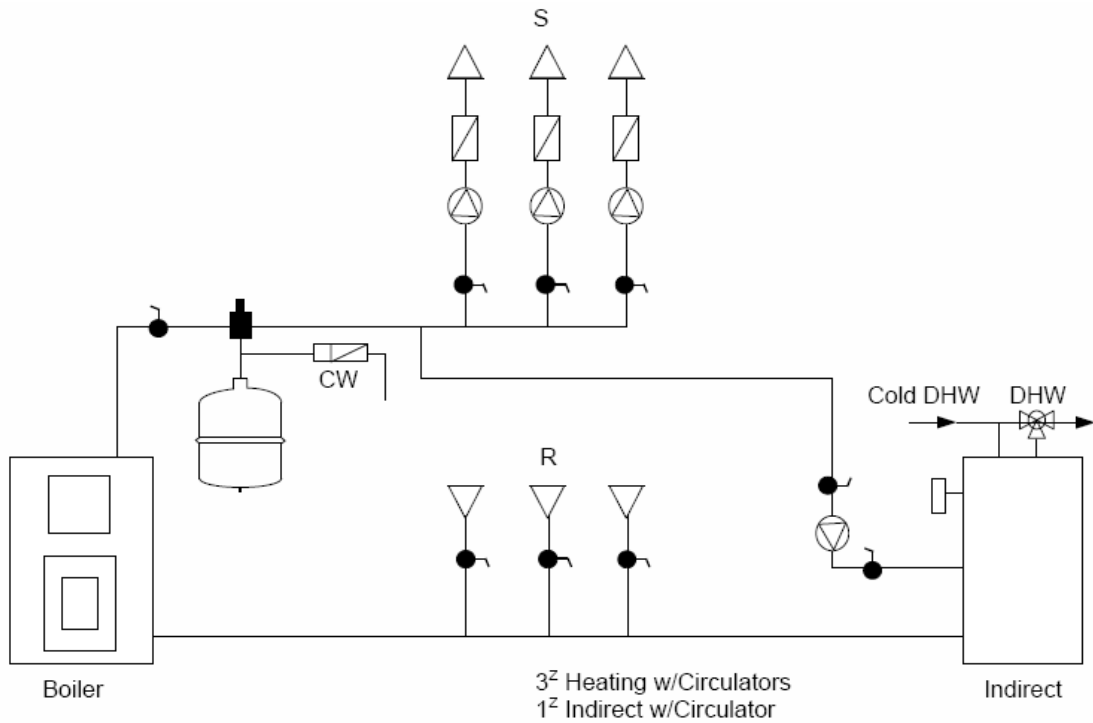 S
CW
Cold DHW
DHW
R
Boiler
3ᶻ Heating w/Circulators
1ᶻ Indirect w/Circulator
Indirect